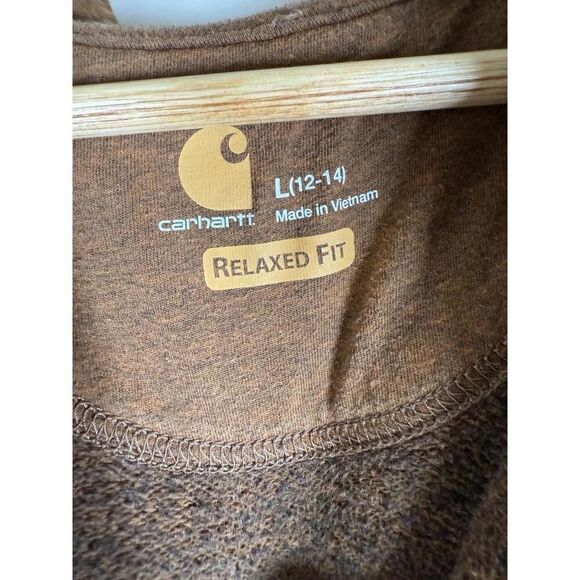 carhartt
L(12-14)
Made in Vietnam
RELAXED FIT